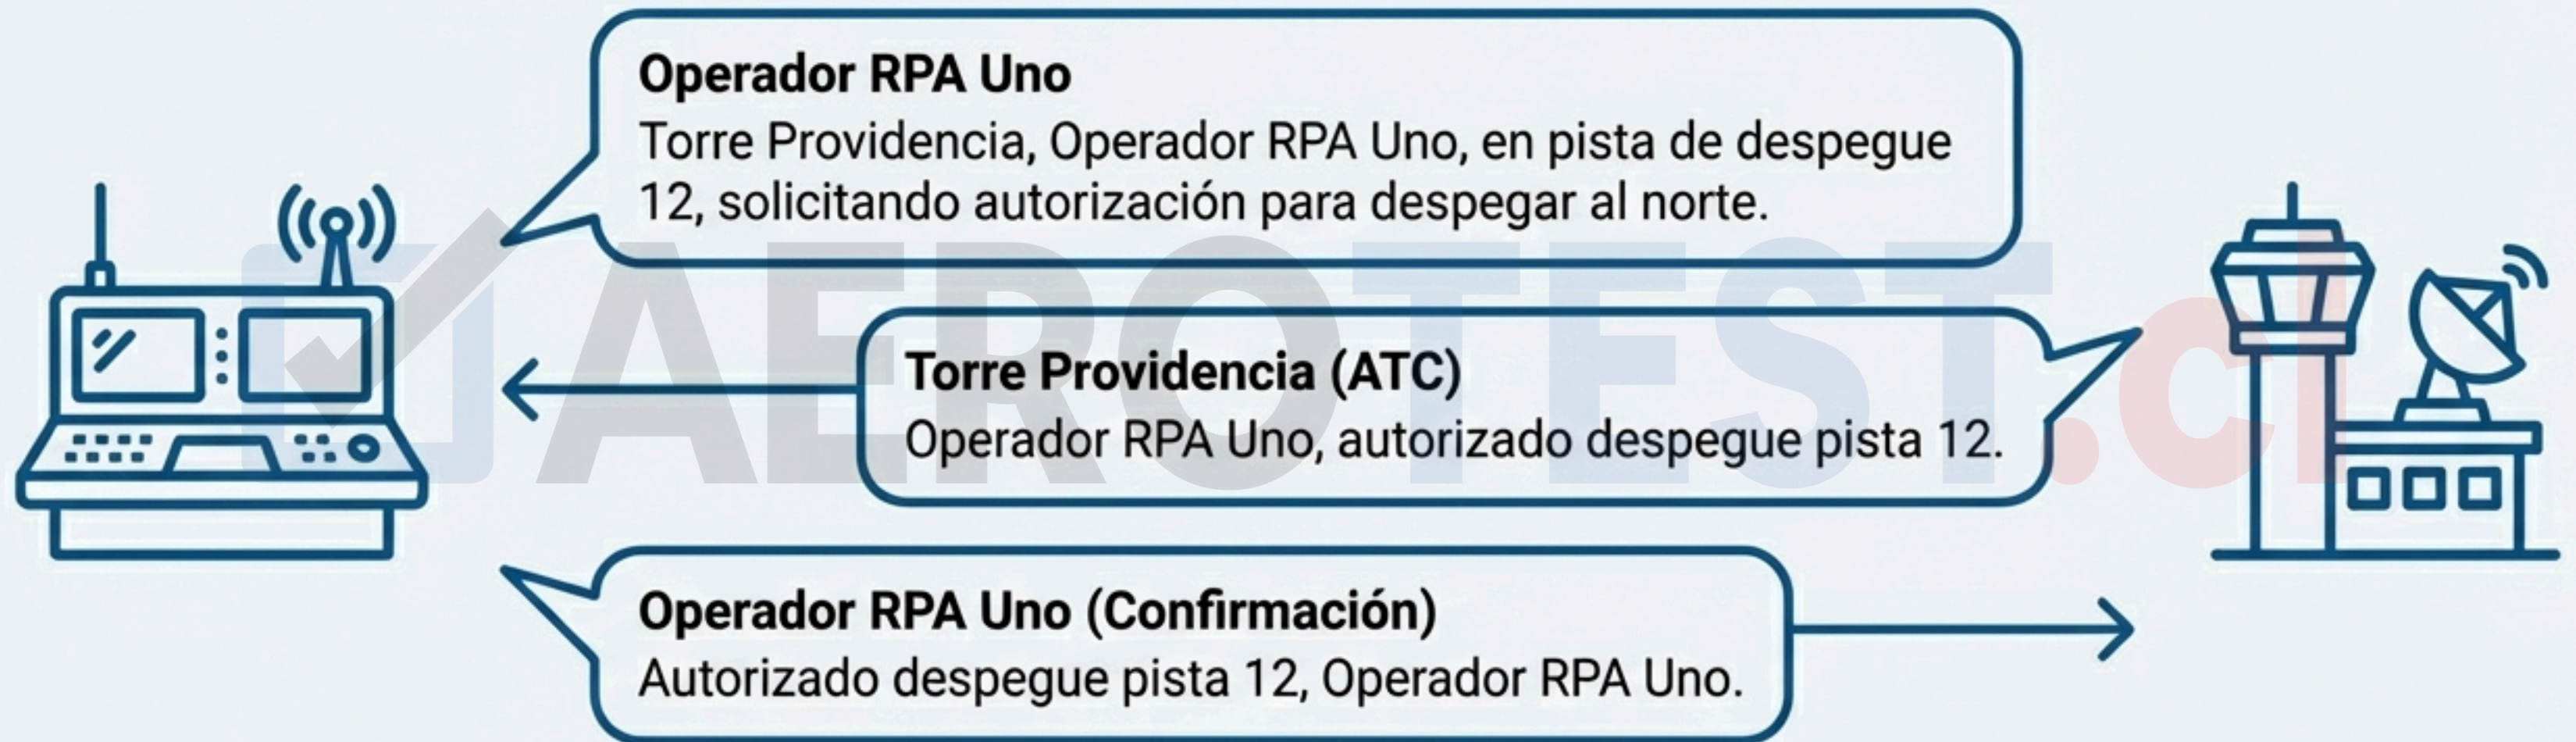 Operador RPA Uno
Torre Providencia, Operador RPA Uno, en pista de despegue
12, solicitando autorización para despegar al norte.
AEROTEST.cl
Torre Providencia (ATC)
Operador RPA Uno, autorizado despegue pista 12.
Operador RPA Uno (Confirmación)
Autorizado despegue pista 12, Operador RPA Uno.